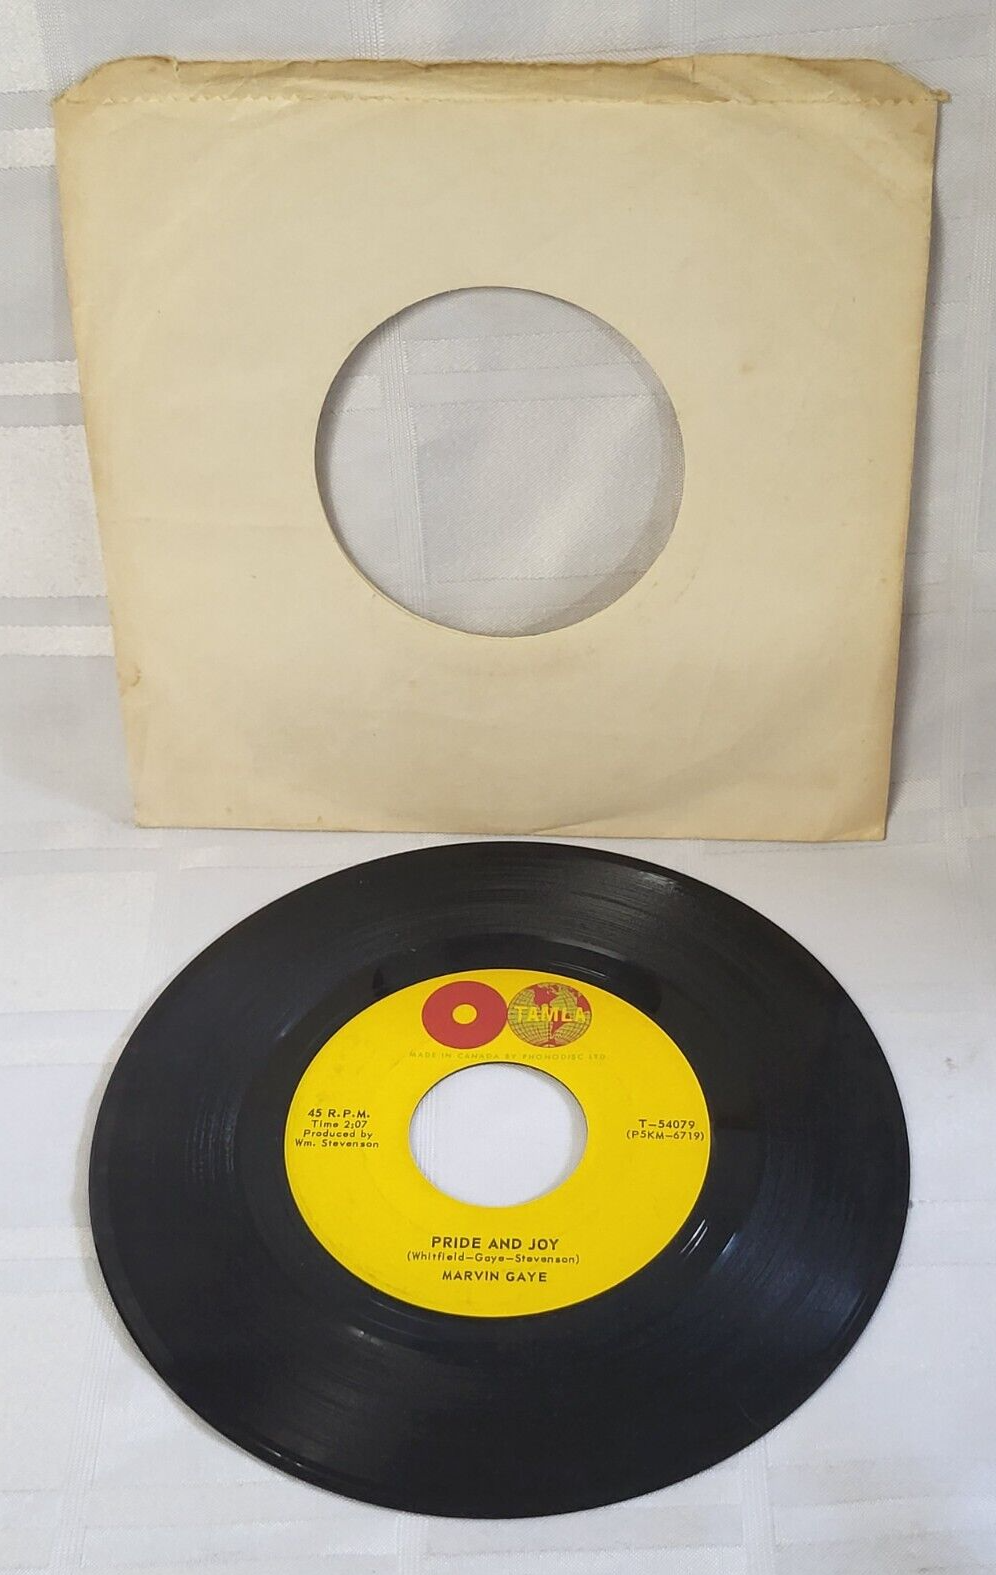 TAMLA
MADE IN CANADA BY PHONODISC LTD
45 R.P.M.
Time 2:07
Produced by
Wm. Stevenson
T-54079
(P5KM-6719)
PRIDE AND JOY
(Whitfield-Gaye-Stevenson)
MARVIN GAYE